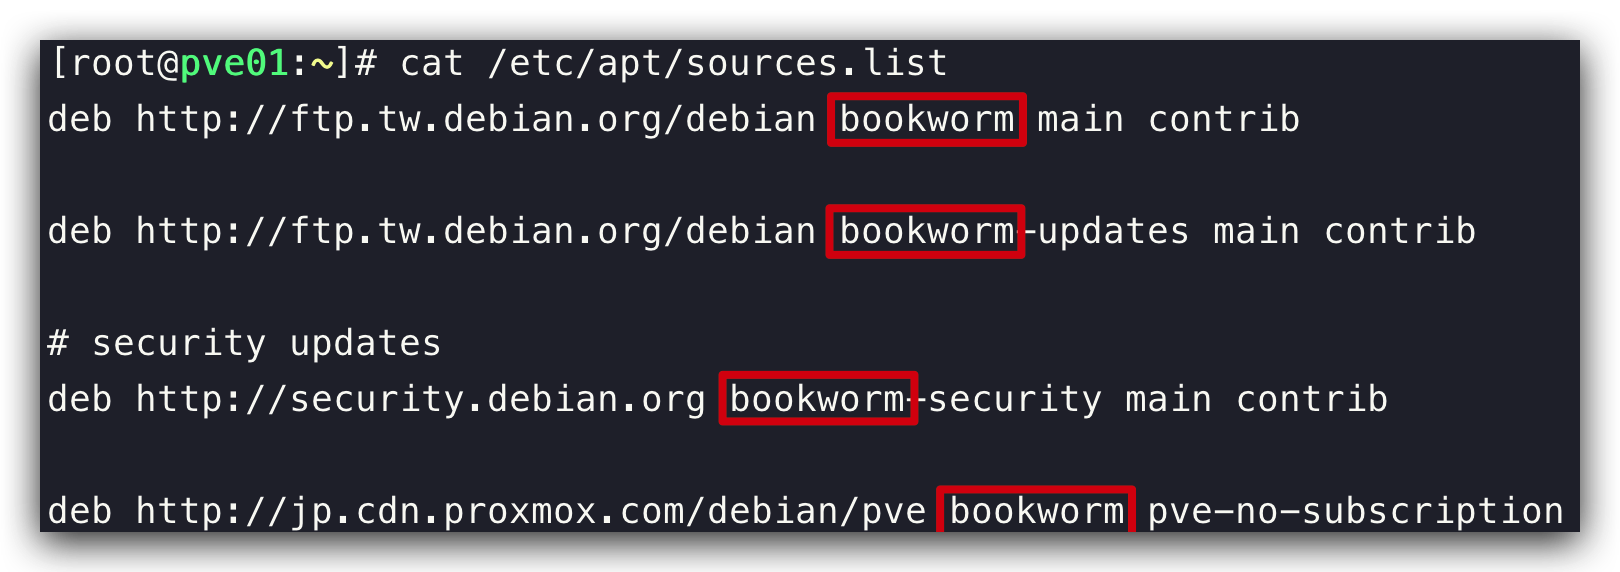 [root@pve01:~]# cat /etc/apt/sources.list
deb http://ftp.tw.debian.org/debian bookworm main contrib
deb http://ftp.tw.debian.org/debian bookworm-updates main contrib
# security updates
deb http://security.debian.org bookworm-security main contrib
deb http://jp.cdn.proxmox.com/debian/pve bookworm pve-no-subscription